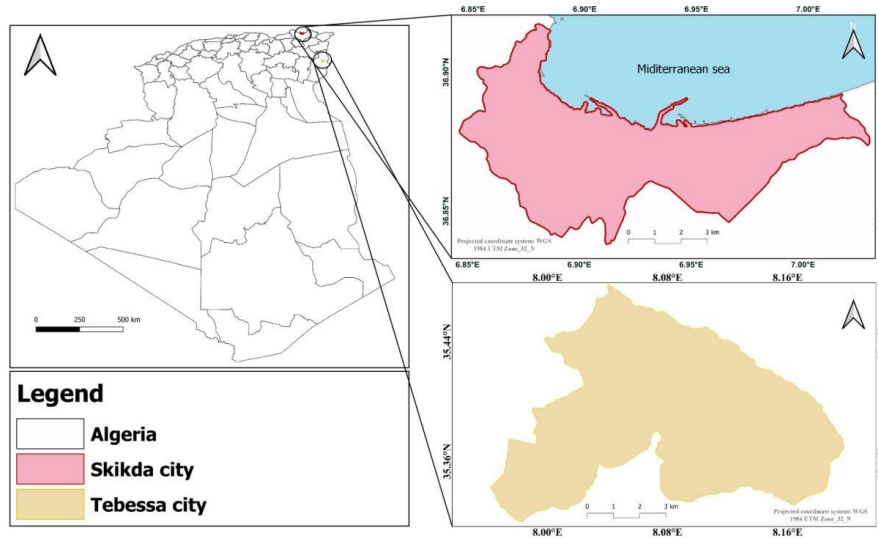 0 250 500 km
Legend
Algeria
Skikda city
Tebessa city
6.85°E 6.90°E 6.95°E 7.00°E
36.90°N
36.85°N
N
Miditerranean sea
0 1 2 3 km
Projected coordinate system: WGS
1984 UTM Zone_32_N
6.85°E 6.90°E 6.95°E 7.00°E
8.00°E 8.08°E 8.16°E
35.44°N
35.36°N
0 1 2 3 km
Projected coordinate system: WGS
1984 UTM Zone_32_N
8.00°E 8.08°E 8.16°E